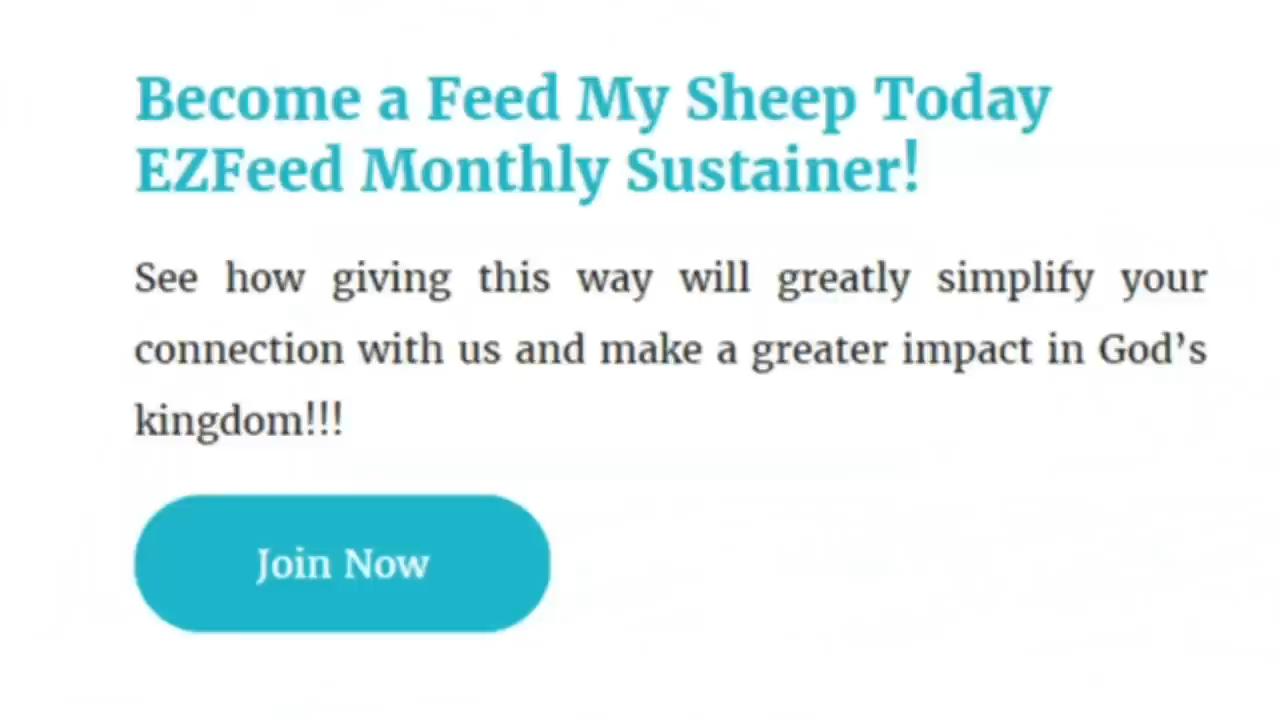 Become a Feed My Sheep Today
EZFeed Monthly Sustainer!
See how giving this way will greatly simplify your
connection with us and make a greater impact in God’s
kingdom!!!
Join Now